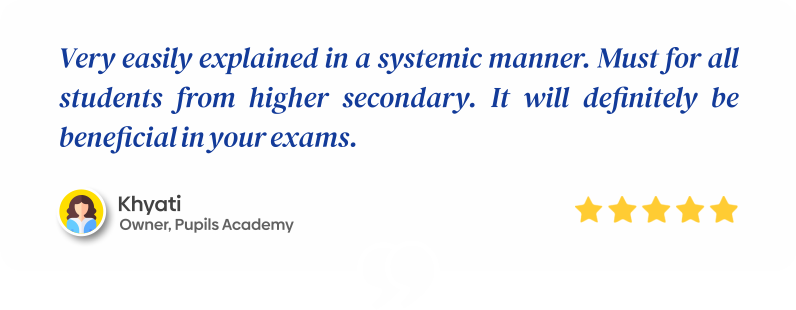 Very easily explained in a systemic manner. Must for all
students from higher secondary. It will definitely be
beneficial in your exams.
Khyati
Owner, Pupils Academy